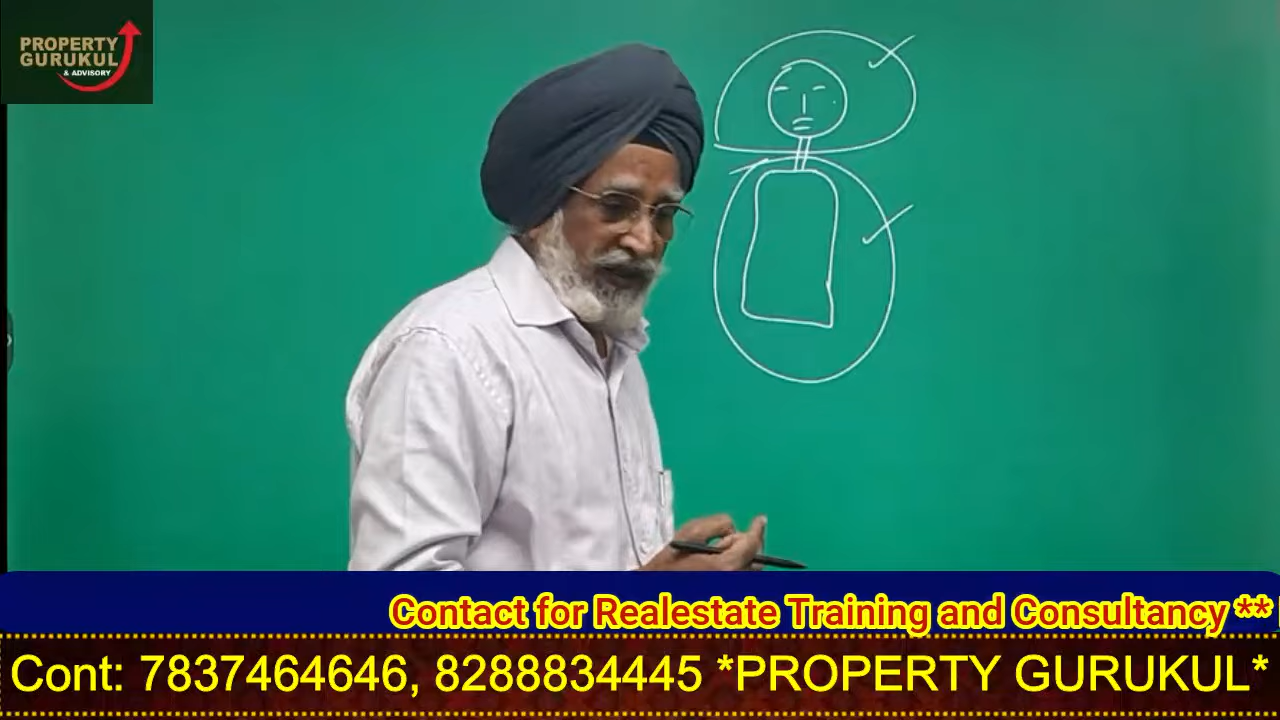 PROPERTY
GURUKUL
& ADVISORY
Contact for Realestate Training and Consultancy **
Cont: 7837464646, 8288834445 *PROPERTY GURUKUL*